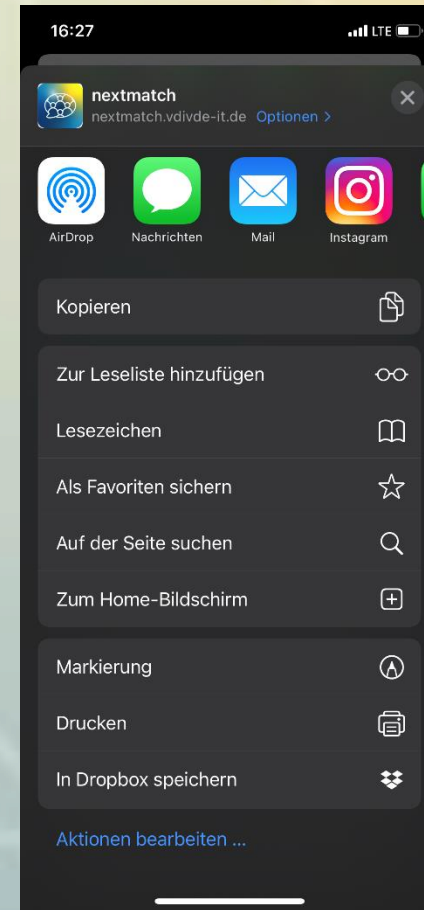 16:27
LTE
nextmatch
nextmatch.vdivde-it.de Optionen >
AirDrop Nachrichten Mail Instagram
Kopieren
Zur Leseliste hinzufügen
Lesezeichen
Als Favoriten sichern
Auf der Seite suchen
Zum Home-Bildschirm
Markierung
Drucken
In Dropbox speichern
Aktionen bearbeiten ...